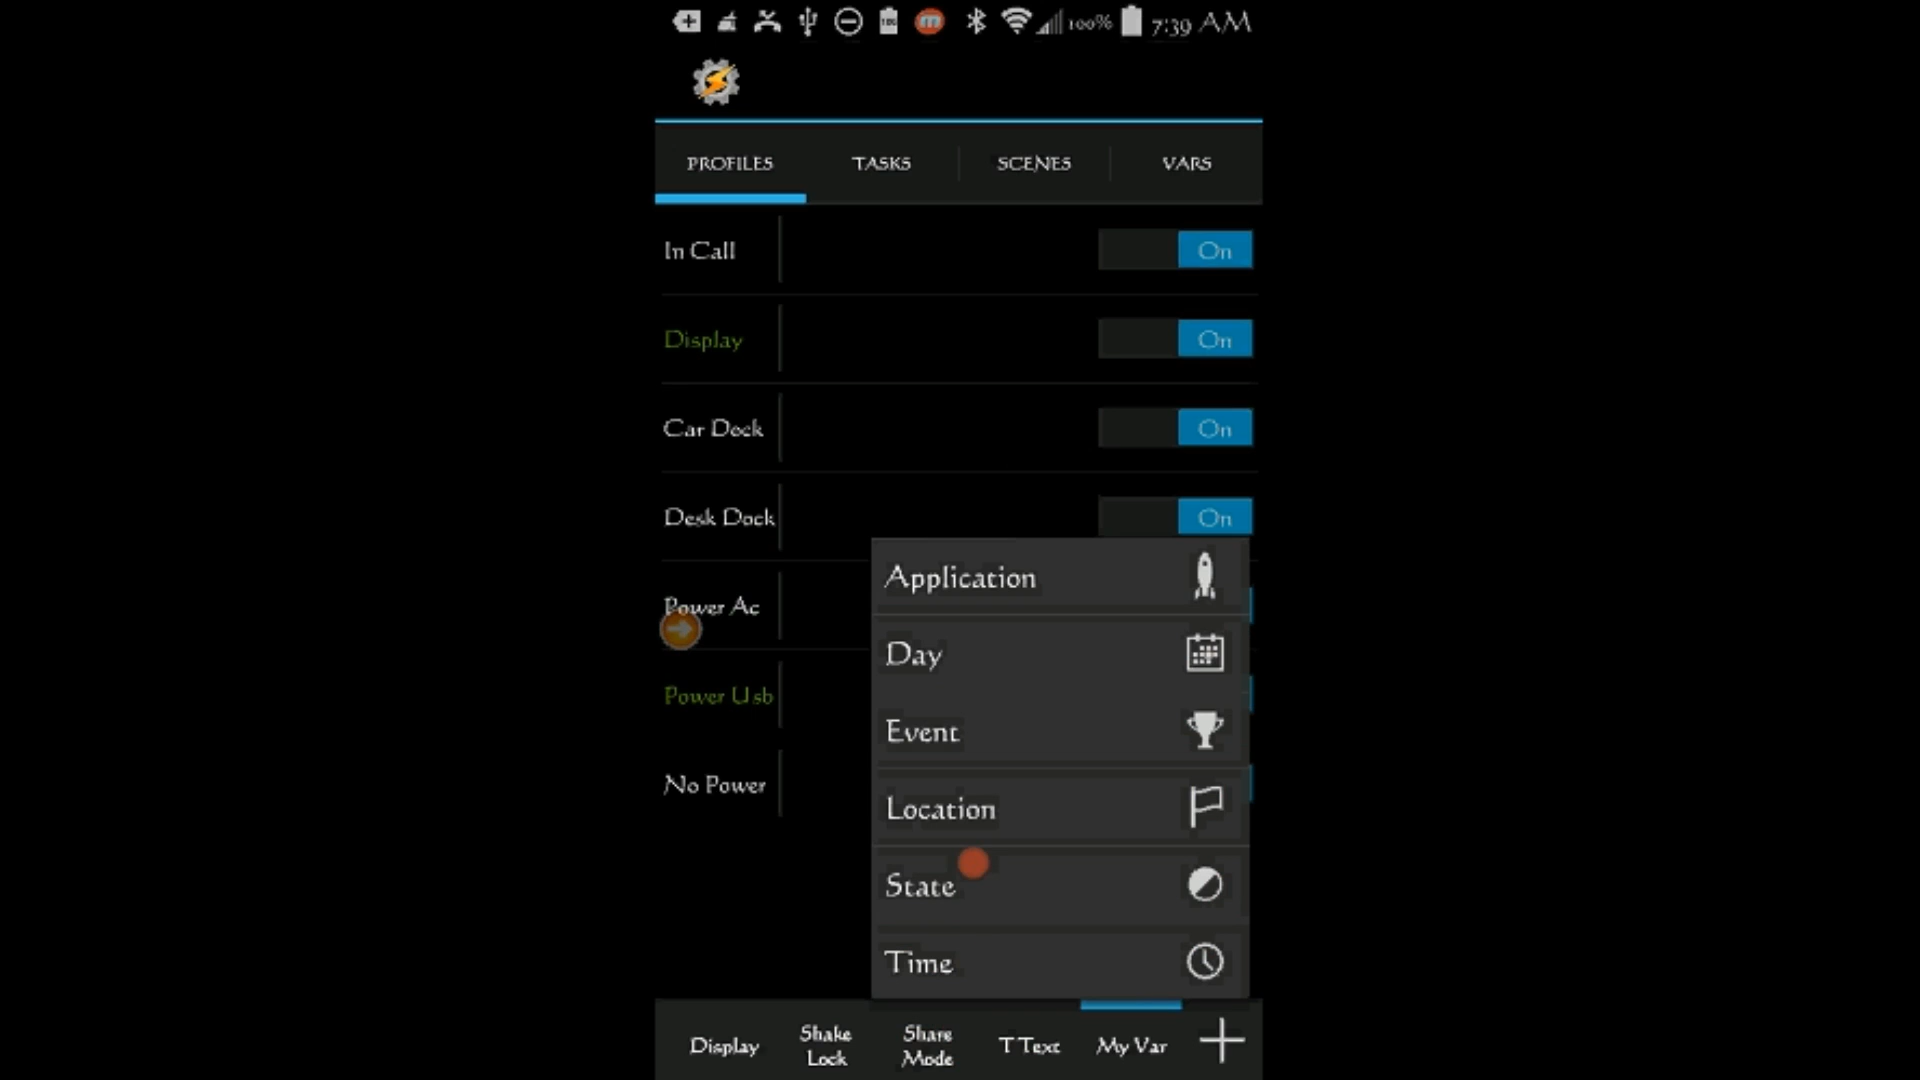 100% 7:39 AM
PROFILES TASKS SCENES VARS
In Call On
Display On
Car Dock On
Desk Dock On
Power Ac
Power Usb
No Power
Application
Day
Event
Location
State
Time
Display Shake Lock Share Mode T Text My Var